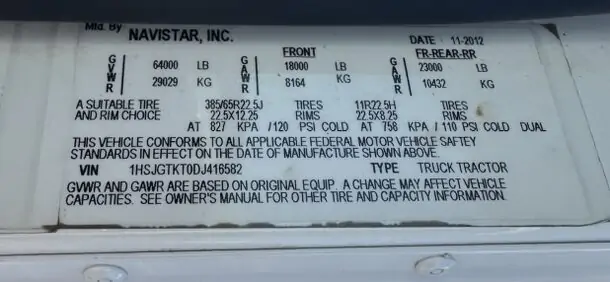 Mfd. By NAVISTAR, INC. DATE 11-2012
FRONT FR-REAR-RR
GVWR 64000 LB GAWR 18000 LB GAWR 23000 LB
29029 KG 8164 KG 10432 KG
A SUITABLE TIRE 385/65R22.5J TIRES 11R22.5H TIRES
AND RIM CHOICE 22.5X12.25 RIMS 22.5X8.25 RIMS
AT 827 KPA /120 PSI COLD AT 758 KPA /110 PSI COLD DUAL
THIS VEHICLE CONFORMS TO ALL APPLICABLE FEDERAL MOTOR VEHICLE SAFTEY
STANDARDS IN EFFECT ON THE DATE OF MANUFACTURE SHOWN ABOVE.
VIN 1HSJGTKT0DJ416582 TYPE TRUCK TRACTOR
GVWR AND GAWR ARE BASED ON ORIGINAL EQUIP. A CHANGE MAY AFFECT VEHICLE
CAPACITIES. SEE OWNER'S MANUAL FOR OTHER TIRE AND CAPACITY INFORMATION.